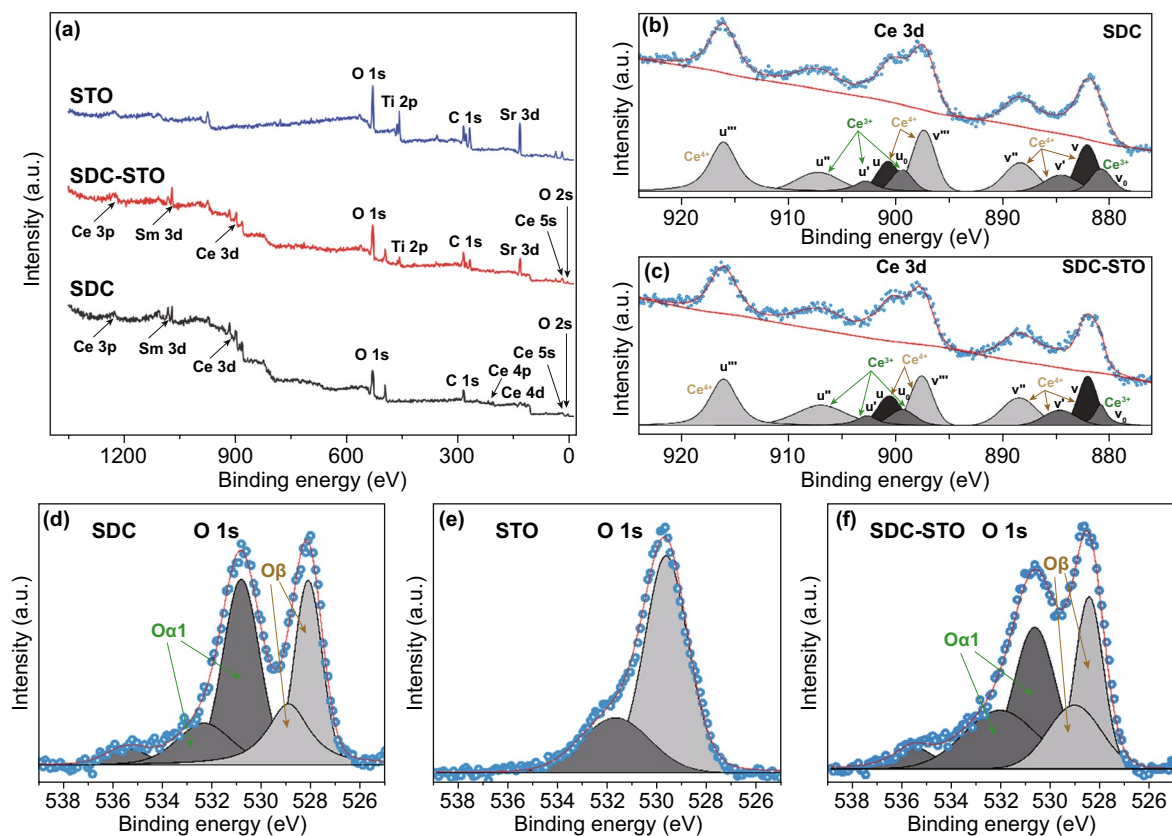 (a)
STO
O 1s
Ti 2p
C 1s
Sr 3d
SDC-STO
Ce 3p
Sm 3d
Ce 3d
O 1s
Ti 2p
C 1s
Sr 3d
O 2s
Ce 5s
SDC
Ce 3p
Sm 3d
Ce 3d
O 1s
C 1s
Ce 4p
Ce 4d
Ce 5s
O 2s
Intensity (a.u.)
1200 900 600 300 0
Binding energy (eV)
(b) Ce 3d SDC
Ce4+ u''' u'' Ce3+ u' u u0 Ce4+ v''' v'' Ce4+ v' v Ce3+ v0
Intensity (a.u.)
920 910 900 890 880
Binding energy (eV)
(c) Ce 3d SDC-STO
Ce4+ u''' u'' Ce3+ u' u u0 Ce4+ v''' v'' Ce4+ v' v Ce3+ v0
Intensity (a.u.)
920 910 900 890 880
Binding energy (eV)
(d) SDC O 1s
Oβ
Oα1
Intensity (a.u.)
538 536 534 532 530 528 526
Binding energy (eV)
(e) STO O 1s
Intensity (a.u.)
538 536 534 532 530 528 526
Binding energy (eV)
(f) SDC-STO O 1s
Oβ
Oα1
Intensity (a.u.)
538 536 534 532 530 528 526
Binding energy (eV)